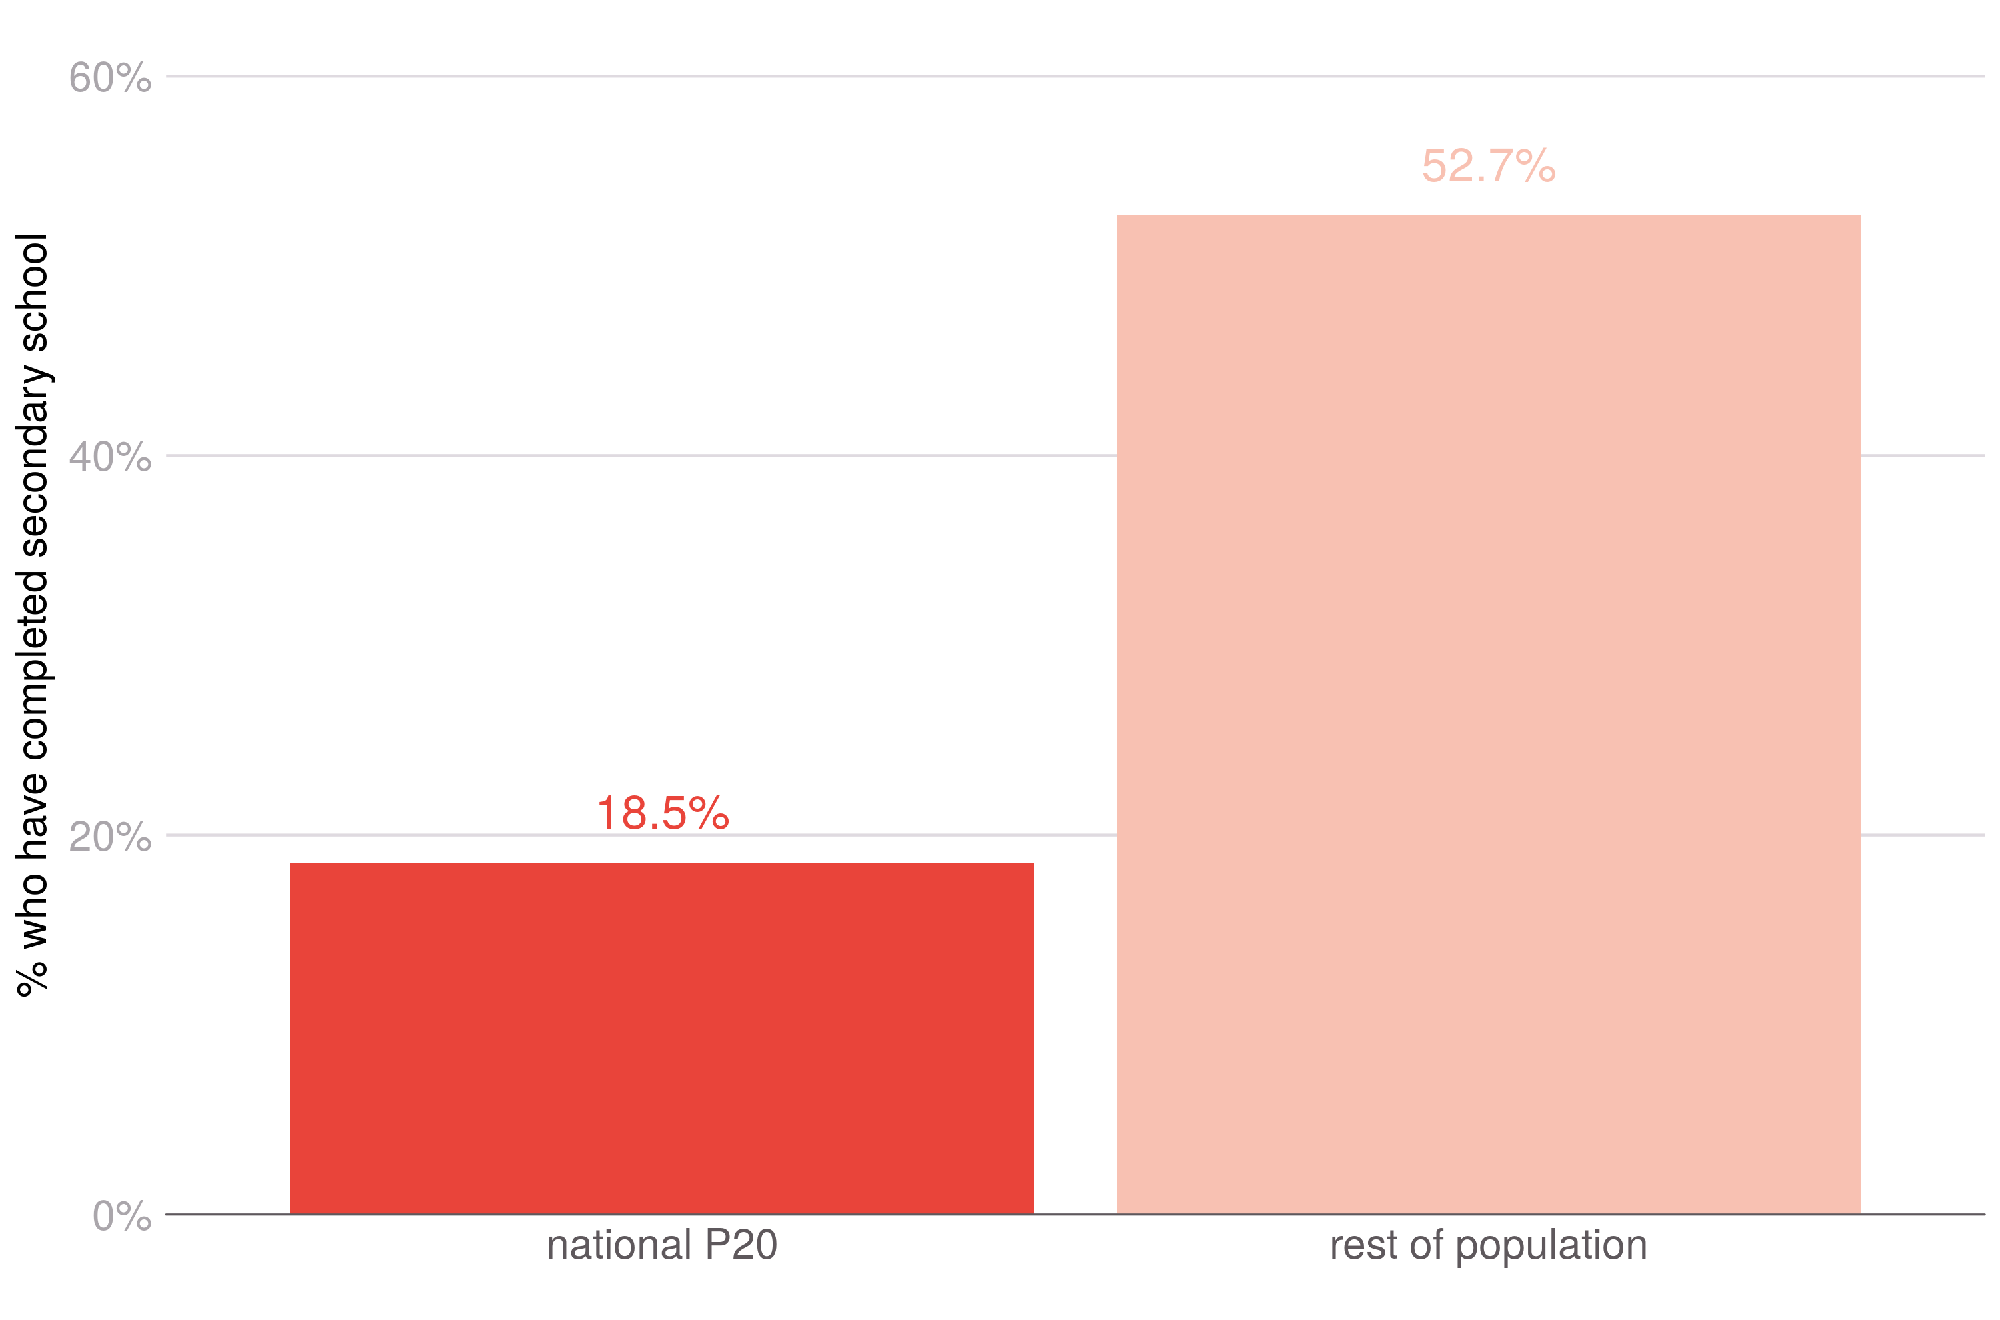 % who have completed secondary school
60%
40%
20%
0%
18.5%
52.7%
national P20
rest of population